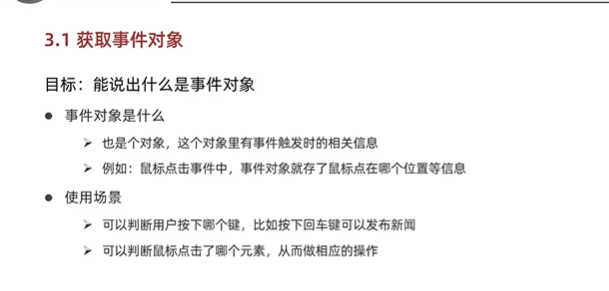 3.1 获取事件对象
目标：能说出什么是事件对象
● 事件对象是什么
➢ 也是个对象，这个对象里有事件触发时的相关信息
➢ 例如：鼠标点击事件中，事件对象就存了鼠标点在哪个位置等信息
● 使用场景
➢ 可以判断用户按下哪个键，比如按下回车键可以发布新闻
➢ 可以判断鼠标点击了哪个元素，从而做相应的操作